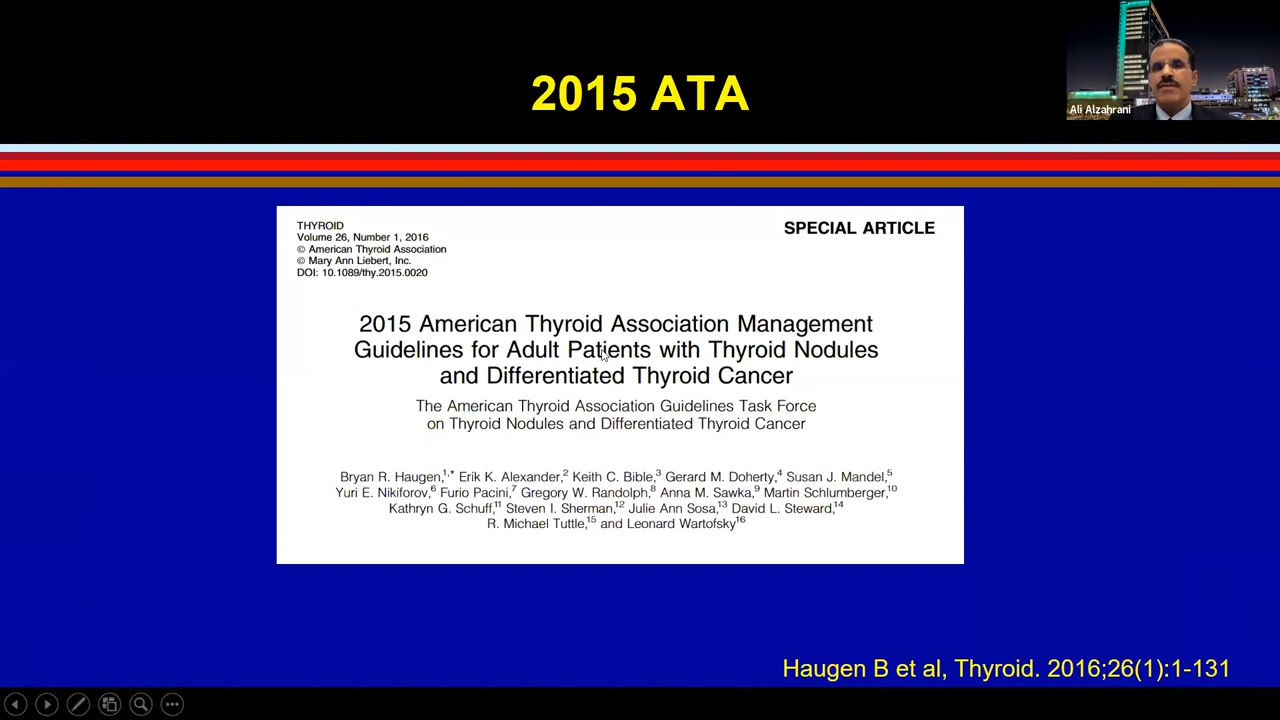 2015 ATA
Ali Alzahrani
THYROID
Volume 26, Number 1, 2016
© American Thyroid Association
© Mary Ann Liebert, Inc.
DOI: 10.1089/thy.2015.0020
SPECIAL ARTICLE
2015 American Thyroid Association Management
Guidelines for Adult Patients with Thyroid Nodules
and Differentiated Thyroid Cancer
The American Thyroid Association Guidelines Task Force
on Thyroid Nodules and Differentiated Thyroid Cancer
Bryan R. Haugen,1,* Erik K. Alexander,2 Keith C. Bible,3 Gerard M. Doherty,4 Susan J. Mandel,5
Yuri E. Nikiforov,6 Furio Pacini,7 Gregory W. Randolph,8 Anna M. Sawka,9 Martin Schlumberger,10
Kathryn G. Schuff,11 Steven I. Sherman,12 Julie Ann Sosa,13 David L. Steward,14
R. Michael Tuttle,15 and Leonard Wartofsky16
Haugen B et al, Thyroid. 2016;26(1):1-131